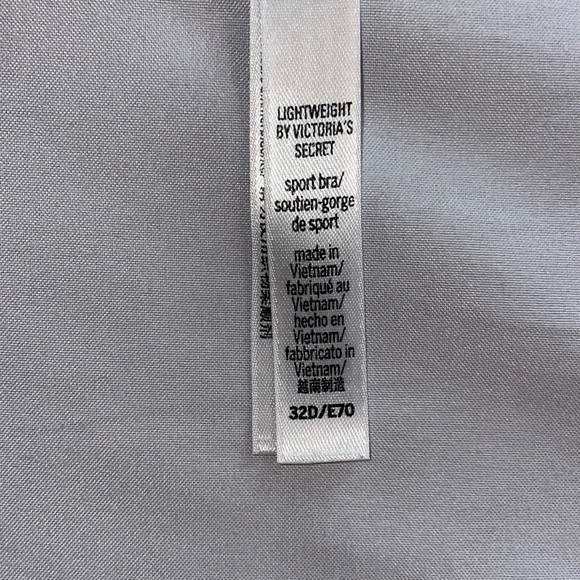 LIGHTWEIGHT
BY VICTORIA'S
SECRET
sport bra/
soutien-gorge
de sport
made in
Vietnam/
fabriqué au
Vietnam/
hecho en
Vietnam/
fabbricato in
Vietnam/
越南制造
32D/E70